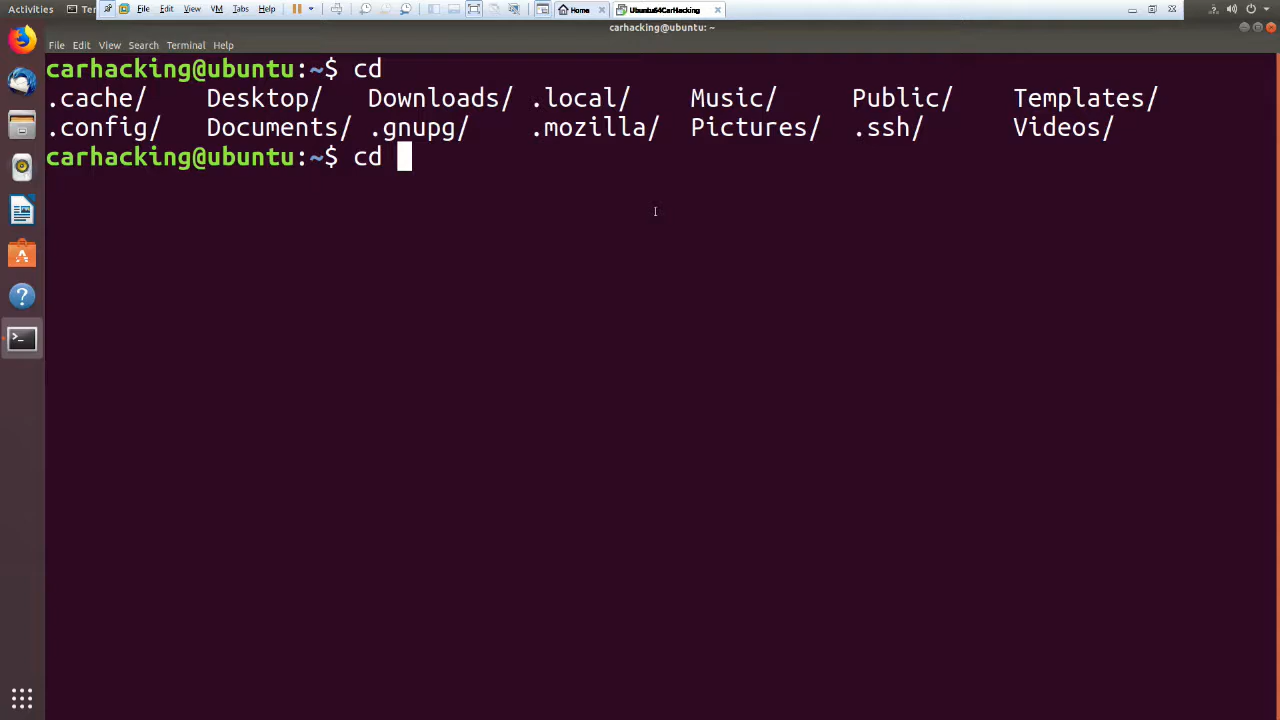 Activities
Te
File Edit View VM Tabs Help
Home
Ubuntu64CarHacking
carhacking@ubuntu: ~
File Edit View Search Terminal Help
carhacking@ubuntu:~$ cd
.cache/ Desktop/ Downloads/ .local/ Music/ Public/ Templates/
.config/ Documents/ .gnupg/ .mozilla/ Pictures/ .ssh/ Videos/
carhacking@ubuntu:~$ cd